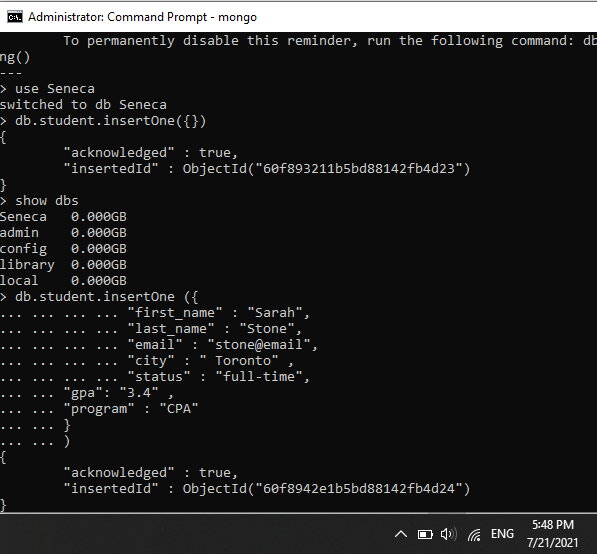 Administrator: Command Prompt - mongo
To permanently disable this reminder, run the following command: db
ng()
---
> use Seneca
switched to db Seneca
> db.student.insertOne({})
{
"acknowledged" : true,
"insertedId" : ObjectId("60f893211b5bd88142fb4d23")
}
> show dbs
Seneca   0.000GB
admin    0.000GB
config   0.000GB
library  0.000GB
local    0.000GB
> db.student.insertOne ({
... ... ... ... "first_name" : "Sarah",
... ... ... ... "last_name" : "Stone",
... ... ... ... "email" : "stone@email",
... ... ... ... "city" : " Toronto" ,
... ... ... ... "status" : "full-time",
... ... "gpa": "3.4" ,
... ... "program" : "CPA"
... ... }
... ... )
{
"acknowledged" : true,
"insertedId" : ObjectId("60f8942e1b5bd88142fb4d24")
}
ENG
5:48 PM
7/21/2021